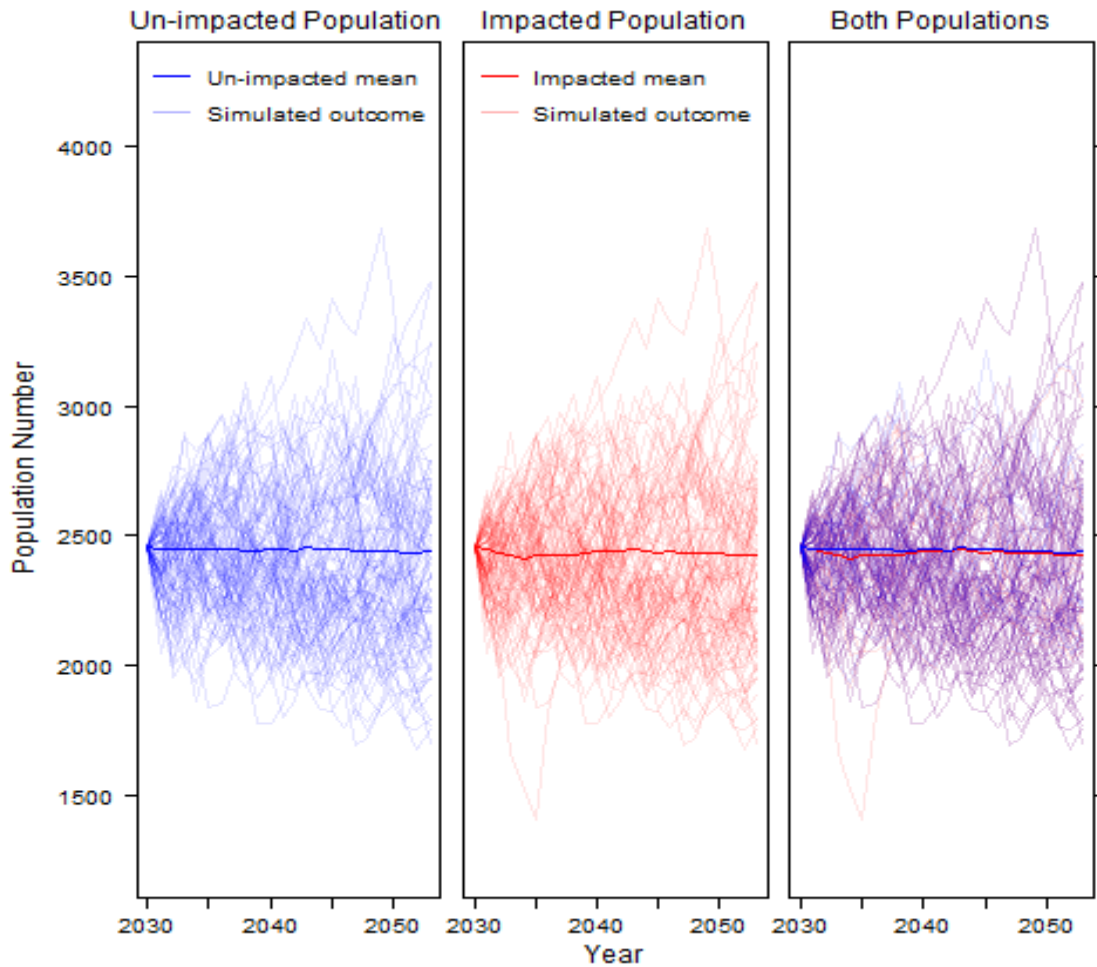 Un-impacted Population
Impacted Population
Both Populations
Un-impacted mean
Simulated outcome
Impacted mean
Simulated outcome
4000
3500
3000
2500
2000
1500
Population Number
2030 2040 2050
2030 2040 2050
2030 2040 2050
Year